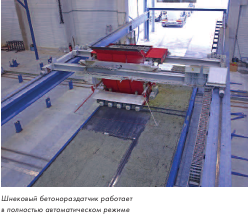 Шнековый бетонораздатчик работает
в полностью автоматическом режиме